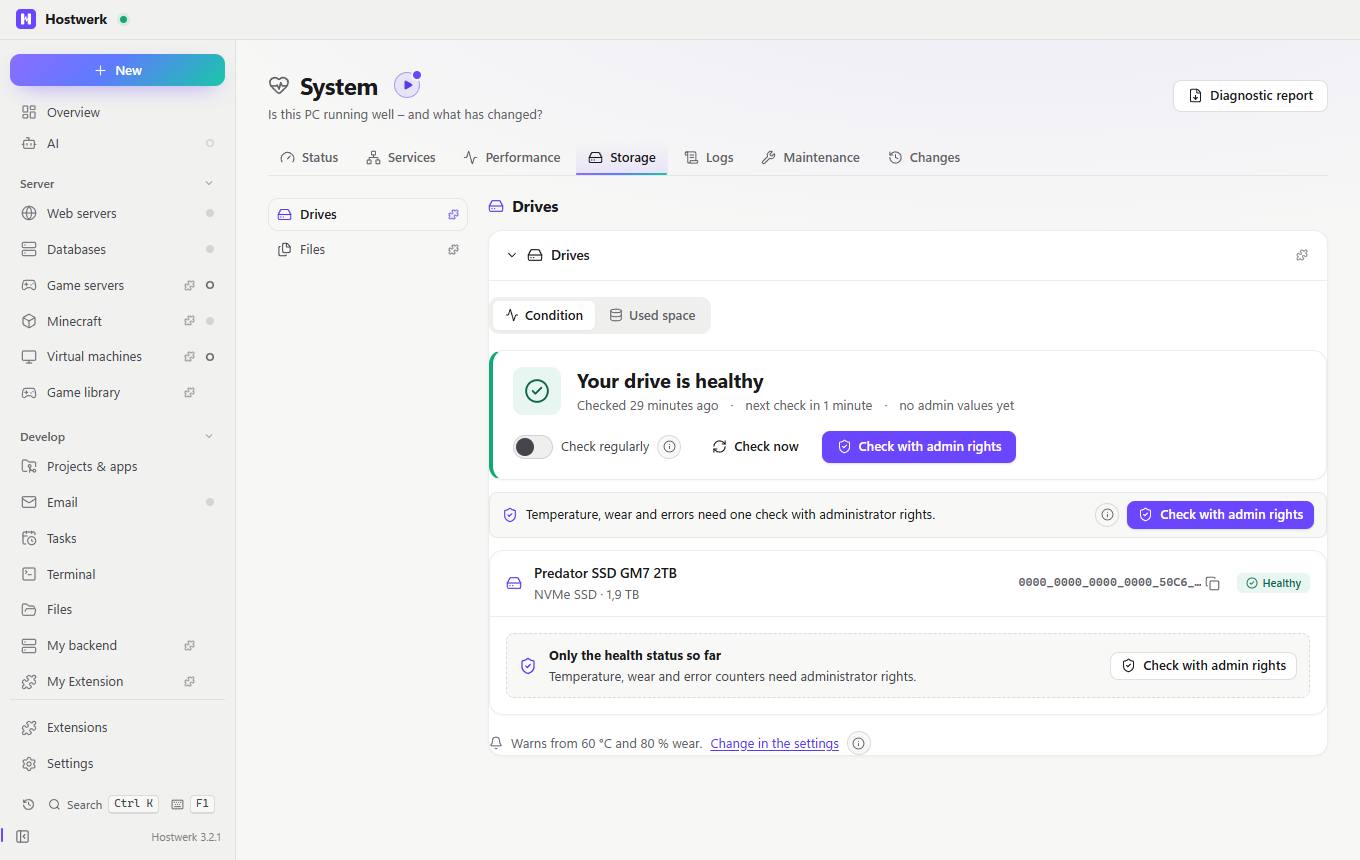 Hostwerk
New
Overview
AI
Server
Web servers
Databases
Game servers
Minecraft
Virtual machines
Game library
Develop
Projects & apps
Email
Tasks
Terminal
Files
My backend
My Extension
Extensions
Settings
Search Ctrl K F1
Hostwerk 3.2.1
System
Is this PC running well – and what has changed?
Diagnostic report
Status Services Performance Storage Logs Maintenance Changes
Drives
Files
Drives
Drives
Condition Used space
Your drive is healthy
Checked 29 minutes ago · next check in 1 minute · no admin values yet
Check regularly Check now Check with admin rights
Temperature, wear and errors need one check with administrator rights. Check with admin rights
Predator SSD GM7 2TB
NVMe SSD · 1,9 TB
0000_0000_0000_0000_50C6_… Healthy
Only the health status so far
Temperature, wear and error counters need administrator rights.
Check with admin rights
Warns from 60 °C and 80 % wear. Change in the settings